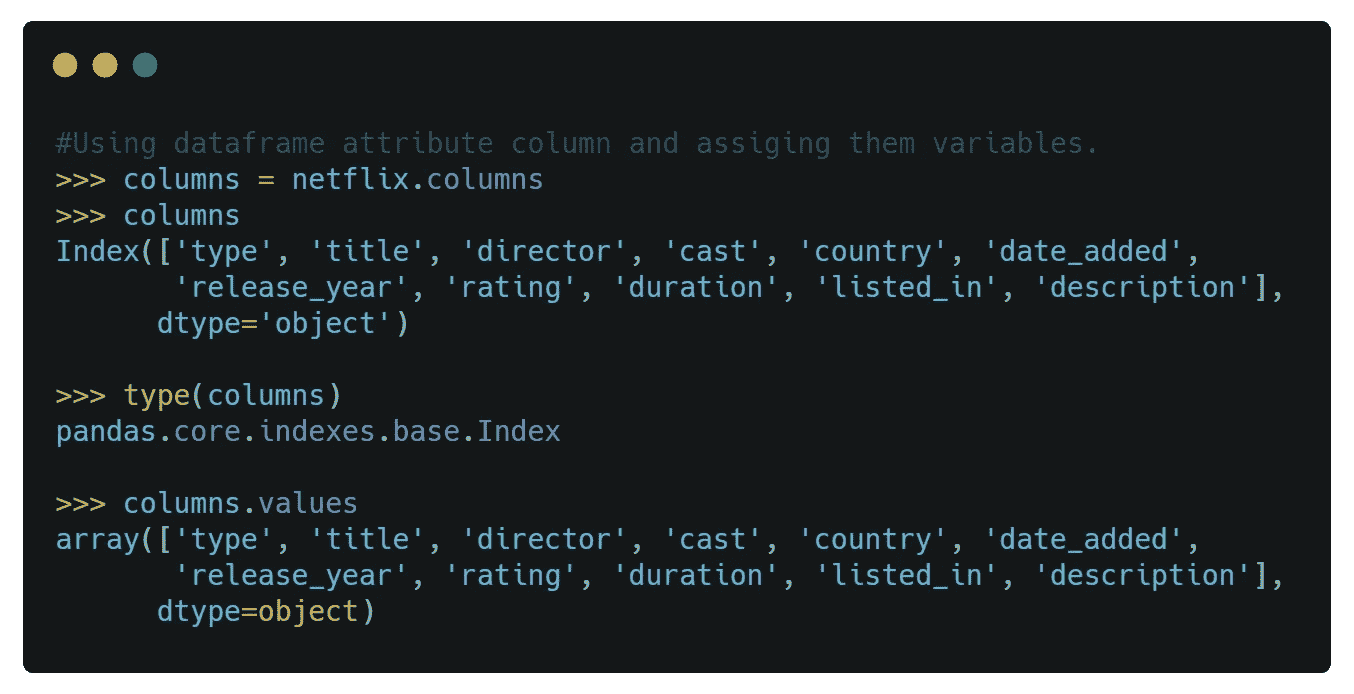 #Using dataframe attribute column and assiging them variables.
>>> columns = netflix.columns
>>> columns
Index(['type', 'title', 'director', 'cast', 'country', 'date_added',
       'release_year', 'rating', 'duration', 'listed_in', 'description'],
      dtype='object')
>>> type(columns)
pandas.core.indexes.base.Index
>>> columns.values
array(['type', 'title', 'director', 'cast', 'country', 'date_added',
       'release_year', 'rating', 'duration', 'listed_in', 'description'],
      dtype=object)